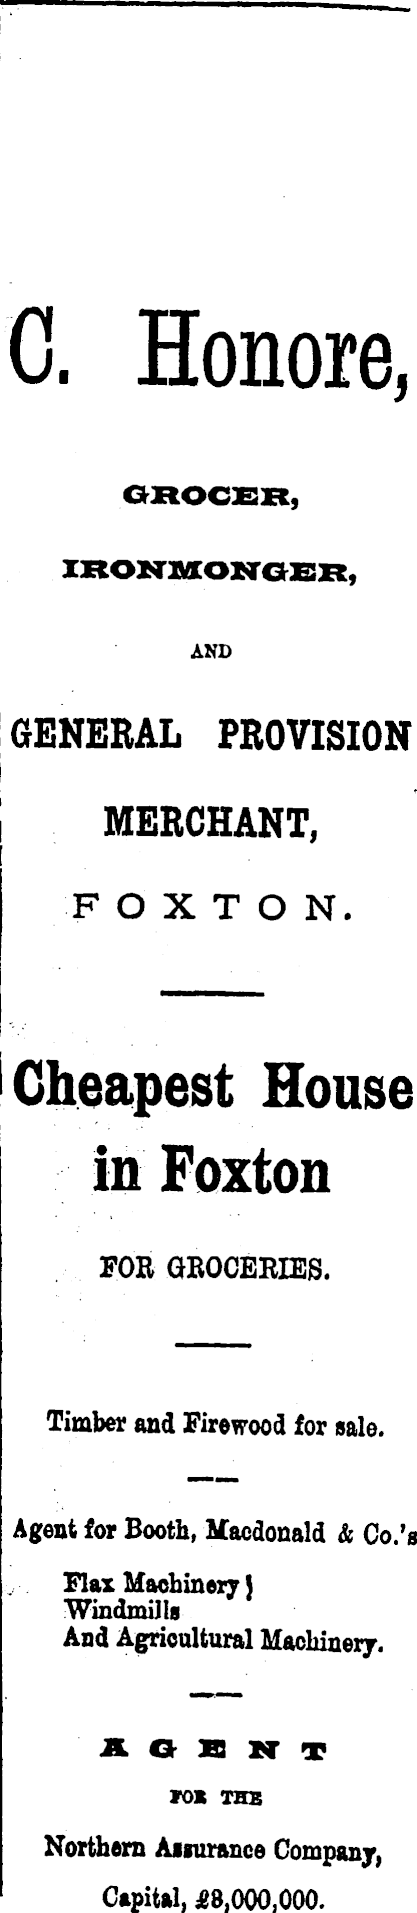 C. Honore,
GROCER,
IRONMONGER,
AND
GENERAL PROVISION
MERCHANT,
FOXTON.
Cheapest House
in Foxton
FOR GROCERIES.
Timber and Firewood for sale.
Agent for Booth, Macdonald & Co.'s
Flax Machinery }
Windmills
And Agricultural Machinery.
AGENT
FOR THE
Northern Assurance Company,
Capital, £8,000,000.